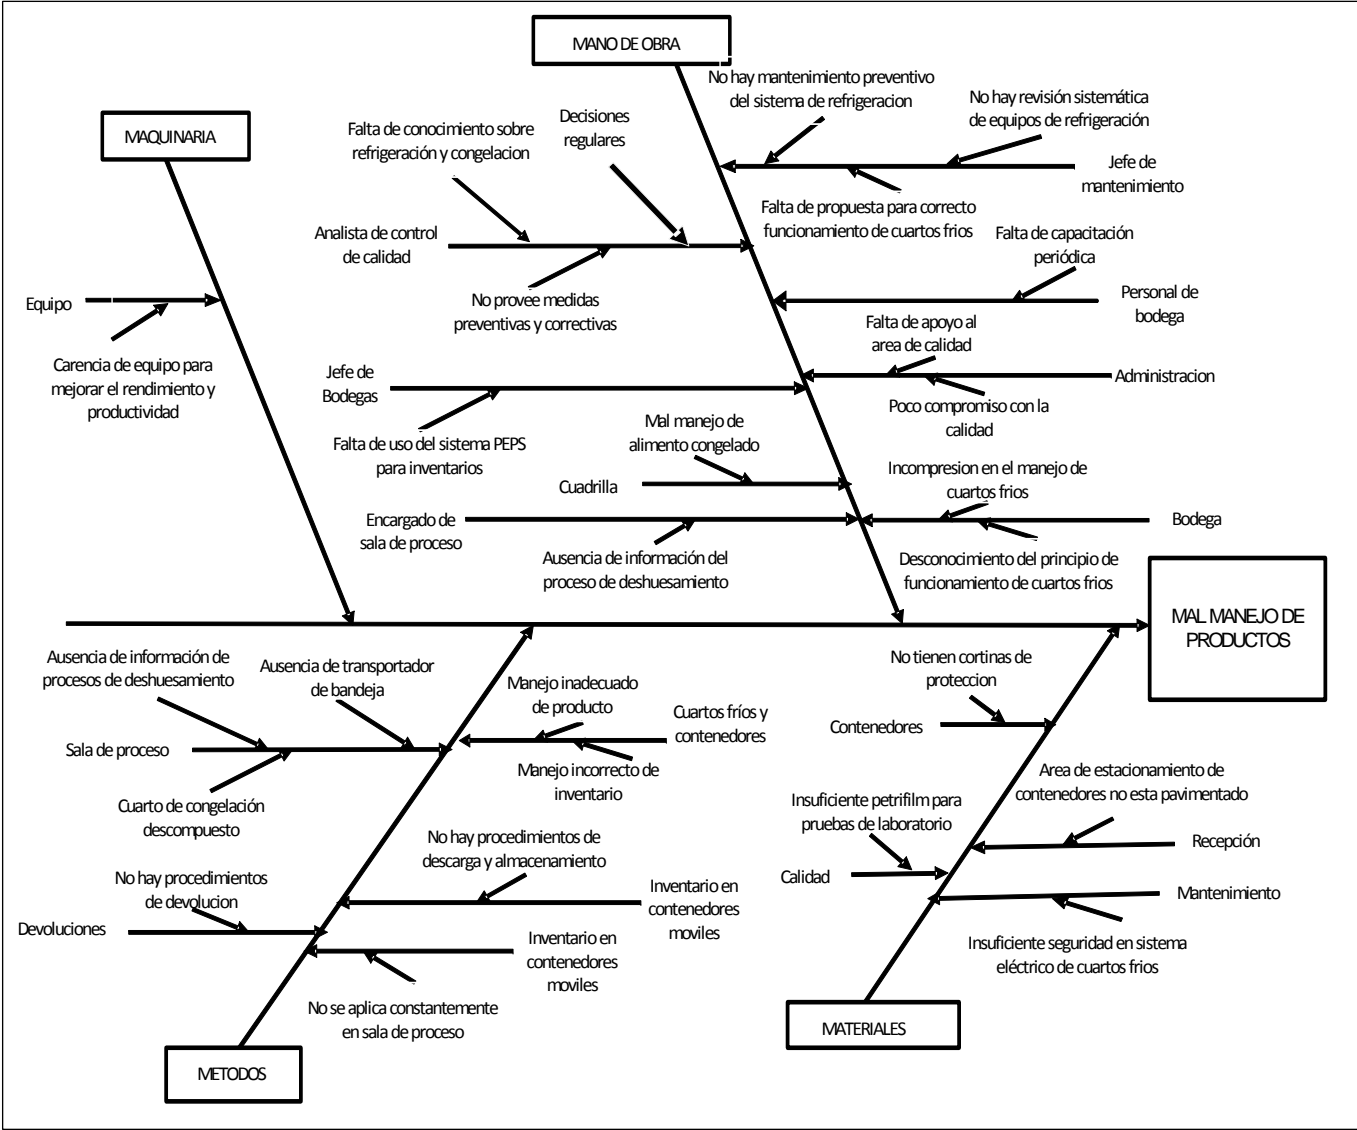 MANO DE OBRA
MAQUINARIA
No hay mantenimiento preventivo
del sistema de refrigeracion
No hay revisión sistemática
de equipos de refrigeración
Falta de conocimiento sobre
refrigeración y congelacion
Decisiones
regulares
Jefe de
mantenimiento
Falta de propuesta para correcto
funcionamiento de cuartos frios
Analista de control
de calidad
Falta de capacitación
periódica
No provee medidas
preventivas y correctivas
Equipo
Personal de
bodega
Carencia de equipo para
mejorar el rendimiento y
productividad
Falta de apoyo al
area de calidad
Jefe de
Bodegas
Administracion
Poco compromiso con la
calidad
Falta de uso del sistema PEPS
para inventarios
Mal manejo de
alimento congelado
Cuadrilla
Incompresion en el manejo de
cuartos frios
Encargado de
sala de proceso
Bodega
Ausencia de información del
proceso de deshuesamiento
Desconocimiento del principio de
funcionamiento de cuartos frios
MAL MANEJO DE
PRODUCTOS
Ausencia de información de
procesos de deshuesamiento
Ausencia de transportador
de bandeja
Manejo inadecuado
de producto
Cuartos fríos y
contenedores
No tienen cortinas de
proteccion
Contenedores
Sala de proceso
Manejo incorrecto de
inventario
Cuarto de congelación
descompuesto
Area de estacionamiento de
contenedores no esta pavimentado
Insuficiente petrifilm para
pruebas de laboratorio
No hay procedimientos de
descarga y almacenamiento
Recepción
No hay procedimientos
de devolucion
Calidad
Inventario en
contenedores
moviles
Mantenimiento
Devoluciones
Inventario en
contenedores
moviles
Insuficiente seguridad en sistema
eléctrico de cuartos frios
No se aplica constantemente
en sala de proceso
MATERIALES
METODOS